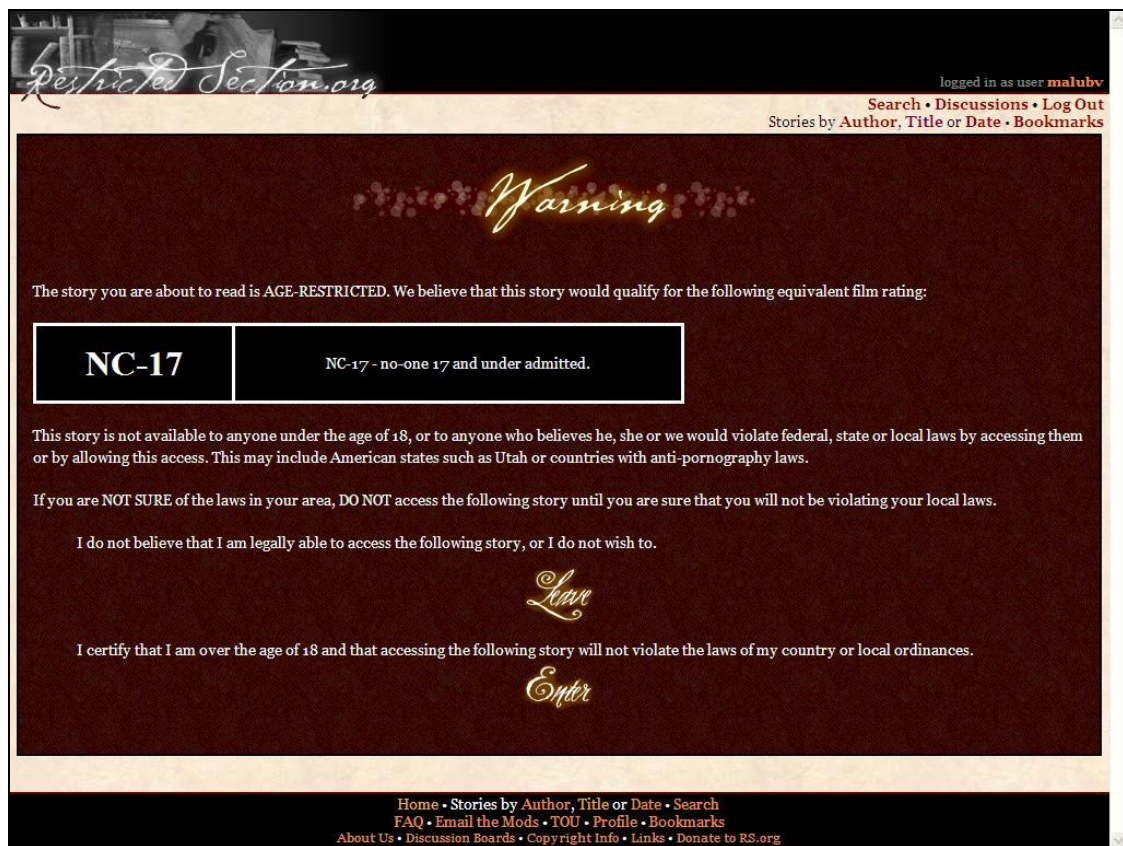 Restricted Section.org
logged in as user malubv
Search • Discussions • Log Out
Stories by Author, Title or Date • Bookmarks
Warning
The story you are about to read is AGE-RESTRICTED. We believe that this story would qualify for the following equivalent film rating:
NC-17
NC-17 - no-one 17 and under admitted.
This story is not available to anyone under the age of 18, or to anyone who believes he, she or we would violate federal, state or local laws by accessing them
or by allowing this access. This may include American states such as Utah or countries with anti-pornography laws.
If you are NOT SURE of the laws in your area, DO NOT access the following story until you are sure that you will not be violating your local laws.
I do not believe that I am legally able to access the following story, or I do not wish to.
Leave
I certify that I am over the age of 18 and that accessing the following story will not violate the laws of my country or local ordinances.
Enter
Home • Stories by Author, Title or Date • Search
FAQ • Email the Mods • TOU • Profile • Bookmarks
About Us • Discussion Boards • Copyright Info • Links • Donate to RS.org